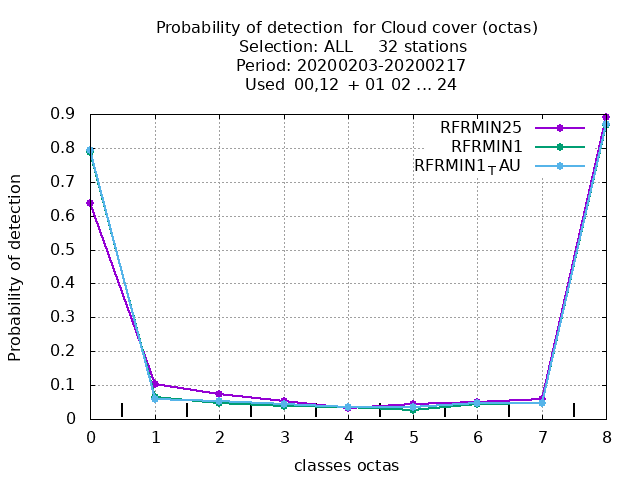 Probability of detection  for Cloud cover (octas)
Selection: ALL     32 stations
Period: 20200203-20200217
Used  00,12  + 01 02 ... 24
RFRMIN25
RFRMIN1
RFRMIN1TAU
Probability of detection
0.9
0.8
0.7
0.6
0.5
0.4
0.3
0.2
0.1
0
0 1 2 3 4 5 6 7 8
classes octas